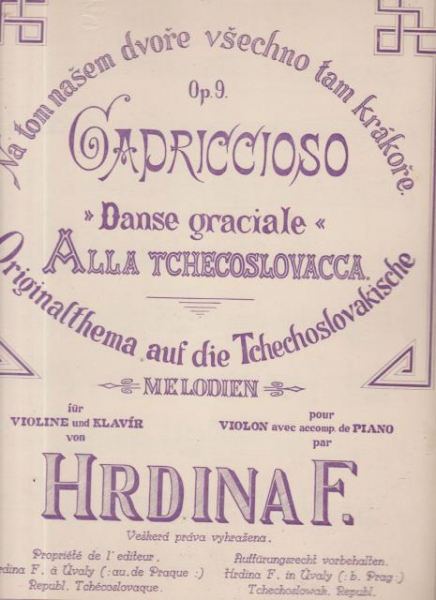 Na tom našem dvoře všechno tam krákoře.
Op. 9.
CAPRICCIOSO
» Danse graciale «
ALLA TCHECOSLOVACCA.
Originalthema auf die Tchechoslovakische
MELODIEN
für
VIOLINE und KLAVÍR
von
pour
VIOLON avec accomp. de PIANO
par
HRDINA F.
Veškerá práva vyhražena.
Propriété de l' editeur.
rdina F. à Úvaly (: au. de Praque :)
Republ. Tchécoslovaque.
Aufführungsrecht vorbehalten.
Hrdina F. in Úvaly (: b. Prag :)
Tschechoslowak. Republ.